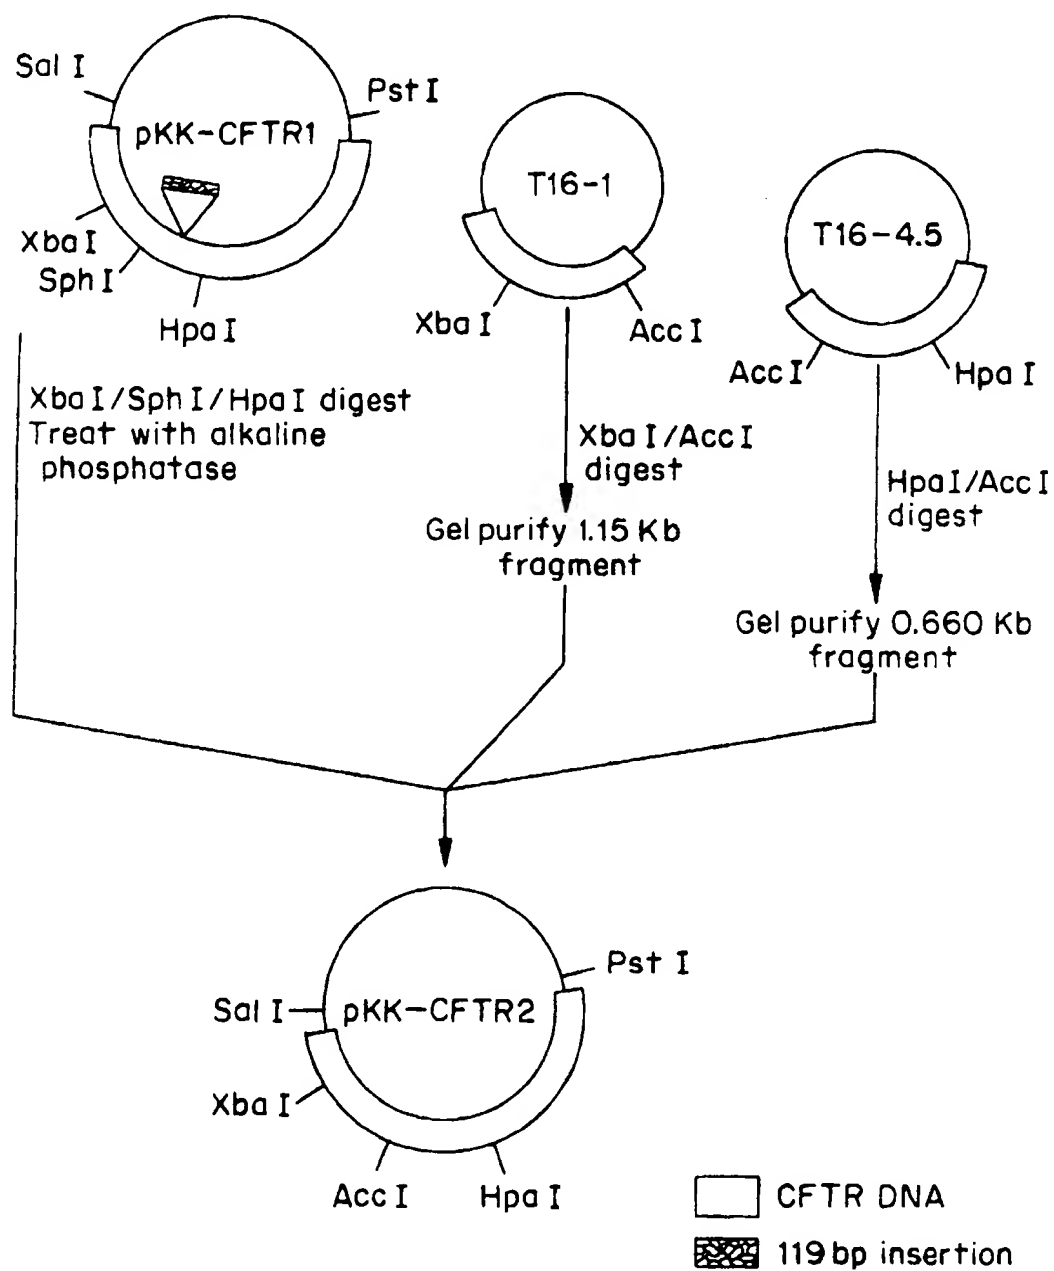 Sal I
Pst I
pKK-CFTR1
Xba I
Sph I
Hpa I
T16-1
Xba I
Acc I
T16-4.5
Acc I
Hpa I
Xba I/Sph I/Hpa I digest
Treat with alkaline
phosphatase
Xba I/Acc I
digest
Gel purify 1.15 Kb
fragment
Hpa I/Acc I
digest
Gel purify 0.660 Kb
fragment
Pst I
Sal I
pKK-CFTR2
Xba I
Acc I
Hpa I
CFTR DNA
119 bp insertion